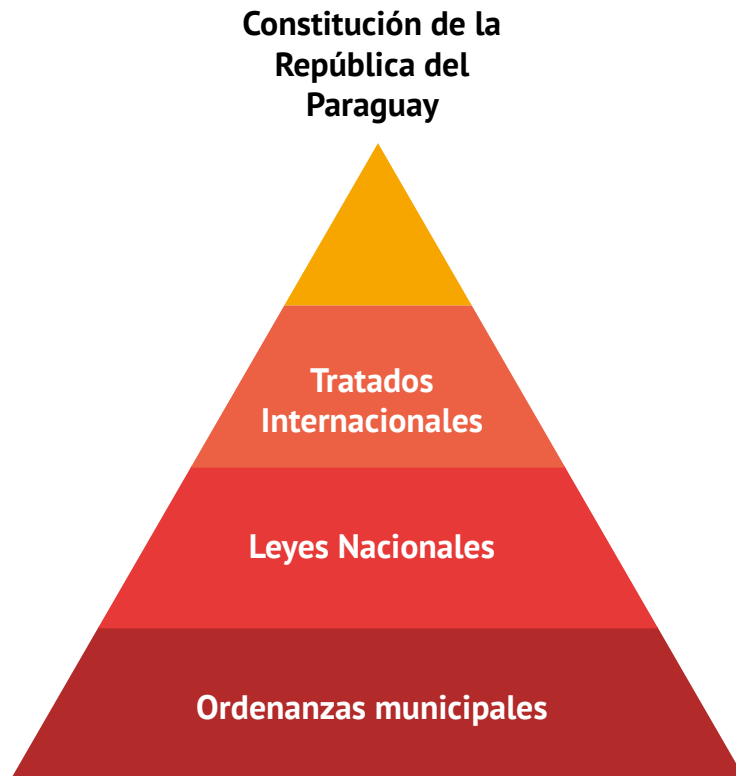 Constitución de la
República del
Paraguay
Tratados
Internacionales
Leyes Nacionales
Ordenanzas municipales